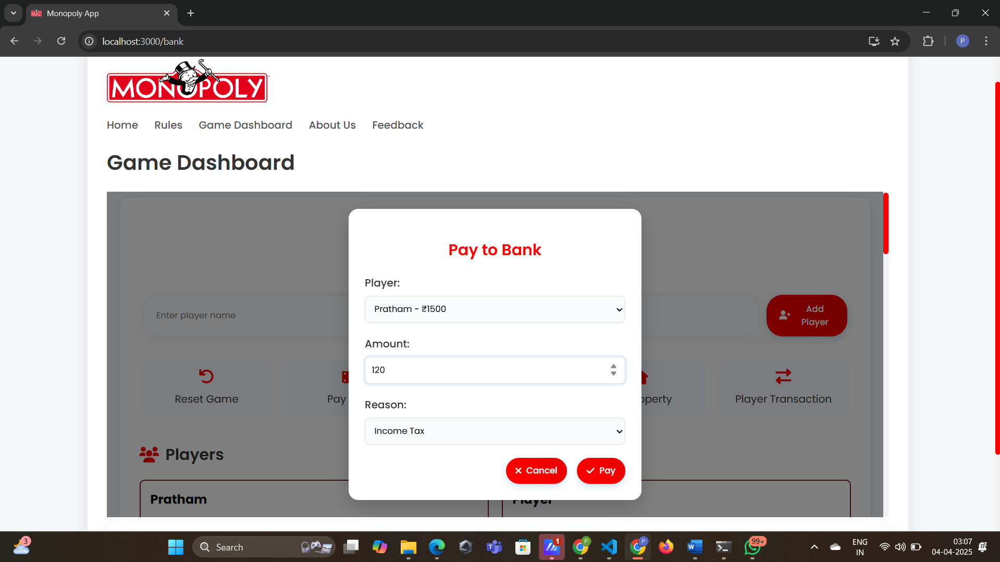 Monopoly App
localhost:3000/bank
MONOPOLY
Home Rules Game Dashboard About Us Feedback
Game Dashboard
Pay to Bank
Player:
Pratham - ₹1500
Enter player name
Add
Player
Amount:
120
Reset Game
Pay
operty
Player Transaction
Reason:
Income Tax
Players
Cancel
Pay
Pratham
Player
3
Search
1
P
P
P
99+
ENG
IN
03:07
04-04-2025